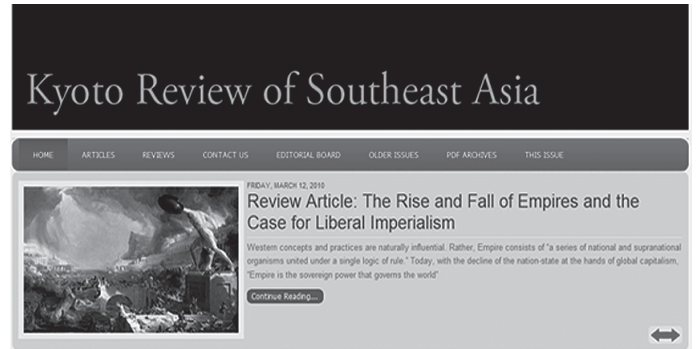 Kyoto Review of Southeast Asia
HOME ARTICLES REVIEWS CONTACT US EDITORIAL BOARD OLDER ISSUES PDF ARCHIVES THIS ISSUE
FRIDAY, MARCH 12, 2010
Review Article: The Rise and Fall of Empires and the
Case for Liberal Imperialism
Western concepts and practices are naturally influential. Rather, Empire consists of "a series of national and supranational
organisms united under a single logic of rule." Today, with the decline of the nation-state at the hands of global capitalism,
"Empire is the sovereign power that governs the world"
Continue Reading...